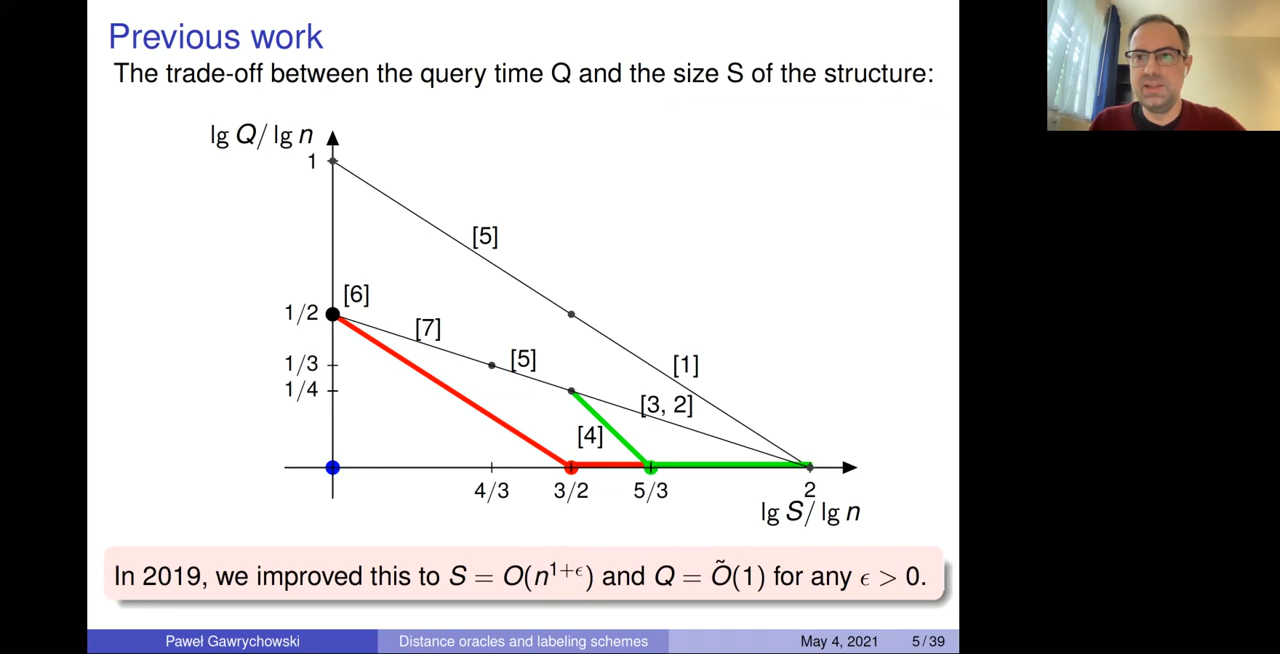 Previous work
The trade-off between the query time Q and the size S of the structure:
lg Q/ lg n
1
[5]
[6]
1/2
[7]
1/3
[5]
[1]
1/4
[3, 2]
[4]
4/3
3/2
5/3
2
lg S/ lg n
In 2019, we improved this to S = O(n^{1+ϵ}) and Q = Õ(1) for any ϵ > 0.
Paweł Gawrychowski
Distance oracles and labeling schemes
May 4, 2021
5 / 39